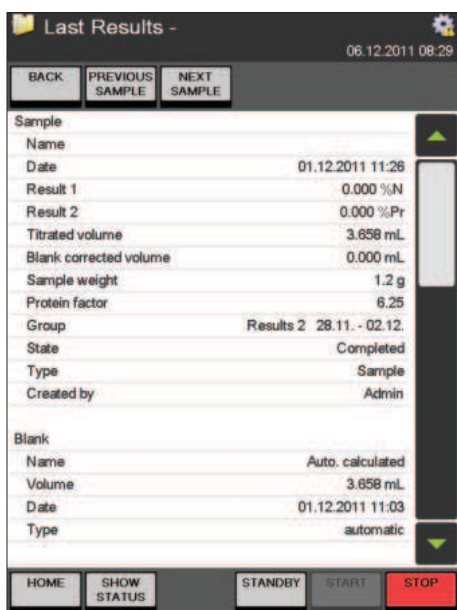 Last Results -
06.12.2011 08:29
BACK
PREVIOUS SAMPLE
NEXT SAMPLE
Sample
Name
Date 01.12.2011 11:26
Result 1 0.000 %N
Result 2 0.000 %Pr
Titrated volume 3.658 mL
Blank corrected volume 0.000 mL
Sample weight 1.2 g
Protein factor 6.25
Group Results 2 28.11. - 02.12.
State Completed
Type Sample
Created by Admin
Blank
Name Auto. calculated
Volume 3.658 mL
Date 01.12.2011 11:03
Type automatic
HOME
SHOW STATUS
STANDBY
START
STOP